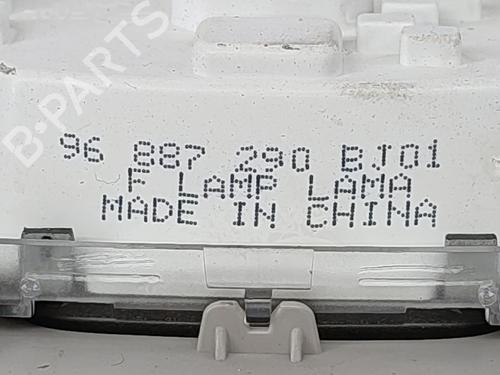 B-PARTS
96 887 290 BJ01
F LAMP LAMA
MADE IN CHINA